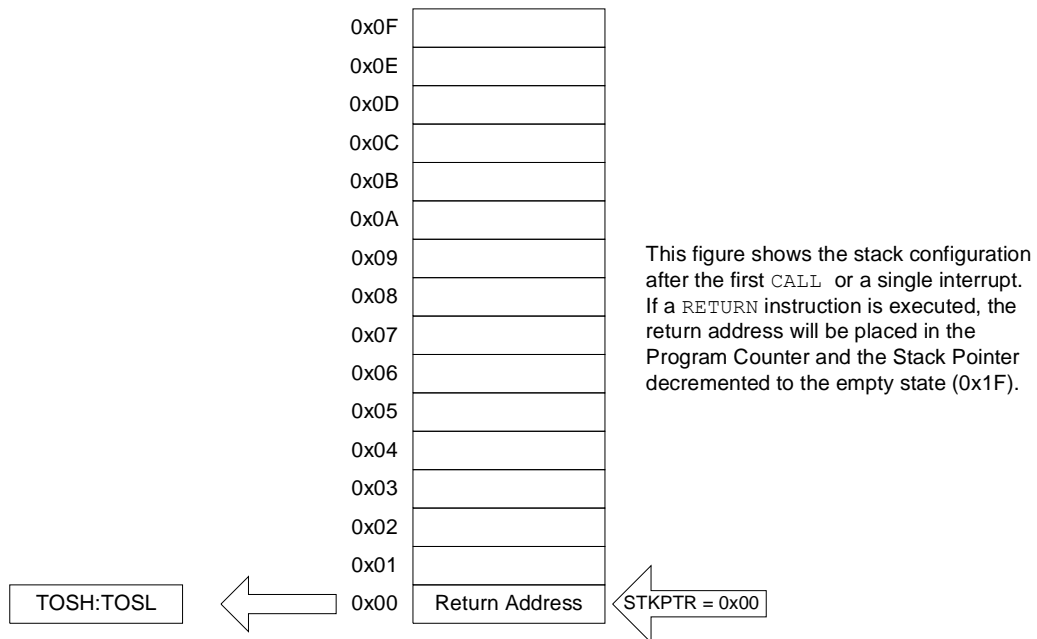 0x0F
0x0E
0x0D
0x0C
0x0B
0x0A
0x09
0x08
0x07
0x06
0x05
0x04
0x03
0x02
0x01
0x00
This figure shows the stack configuration
after the first CALL or a single interrupt.
If a RETURN instruction is executed, the
return address will be placed in the
Program Counter and the Stack Pointer
decremented to the empty state (0x1F).
TOSH:TOSL
Return Address
STKPTR = 0x00